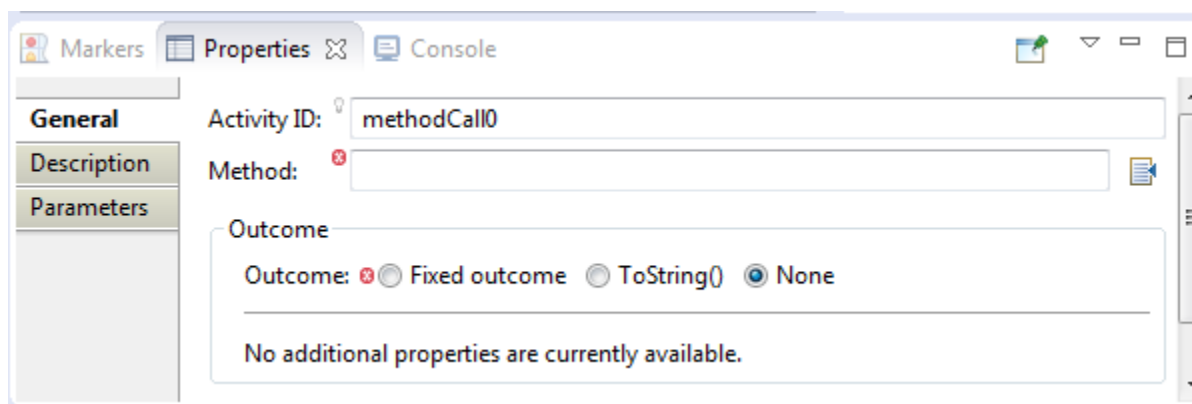 Markers Properties Console
General
Description
Parameters
Activity ID: methodCall0
Method:
Outcome
Outcome: Fixed outcome ToString() None
No additional properties are currently available.